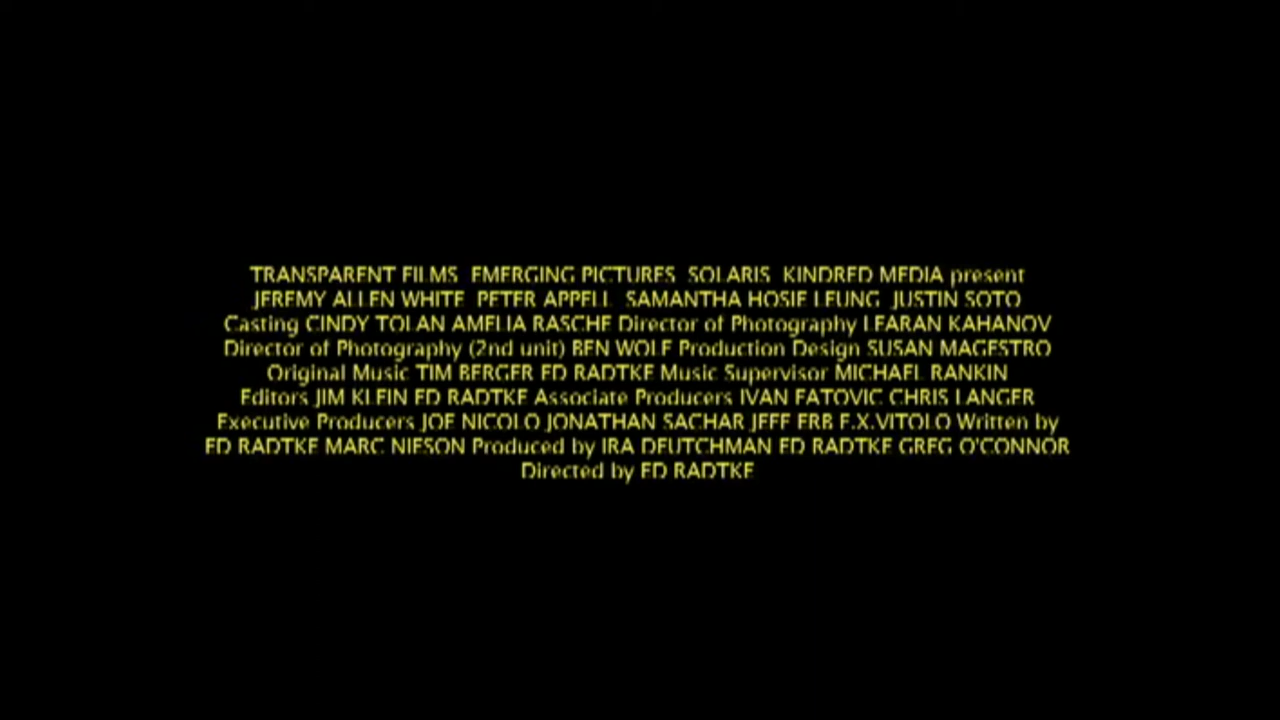 TRANSPARENT FILMS EMERGING PICTURES SOLARIS KINDRED MEDIA present
JEREMY ALLEN WHITE PETER APPELL SAMANTHA HOSIE LEUNG JUSTIN SOTO
Casting CINDY TOLAN AMELIA RASCHE Director of Photography LEARAN KAHANOV
Director of Photography (2nd unit) BEN WOLF Production Design SUSAN MAGESTRO
Original Music TIM BERGER ED RADTKE Music Supervisor MICHAEL RANKIN
Editors JIM KLEIN ED RADTKE Associate Producers IVAN FATOVIC CHRIS LANGER
Executive Producers JOE NICOLO JONATHAN SACHAR JEFF ERB F.X.VITOLO Written by
ED RADTKE MARC NIESON Produced by IRA DEUTCHMAN ED RADTKE GREG O'CONNOR
Directed by ED RADTKE